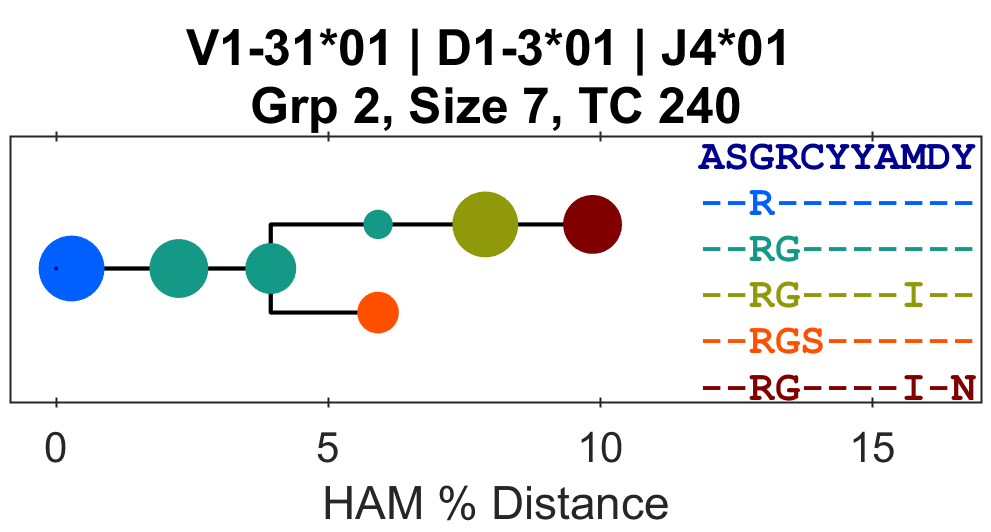 V1-31*01 | D1-3*01 | J4*01
Grp 2, Size 7, TC 240
ASGRCYYAMDY
--R--------
--RG-------
--RG----I--
--RGS------
--RG----I-N
0 5 10 15
HAM % Distance